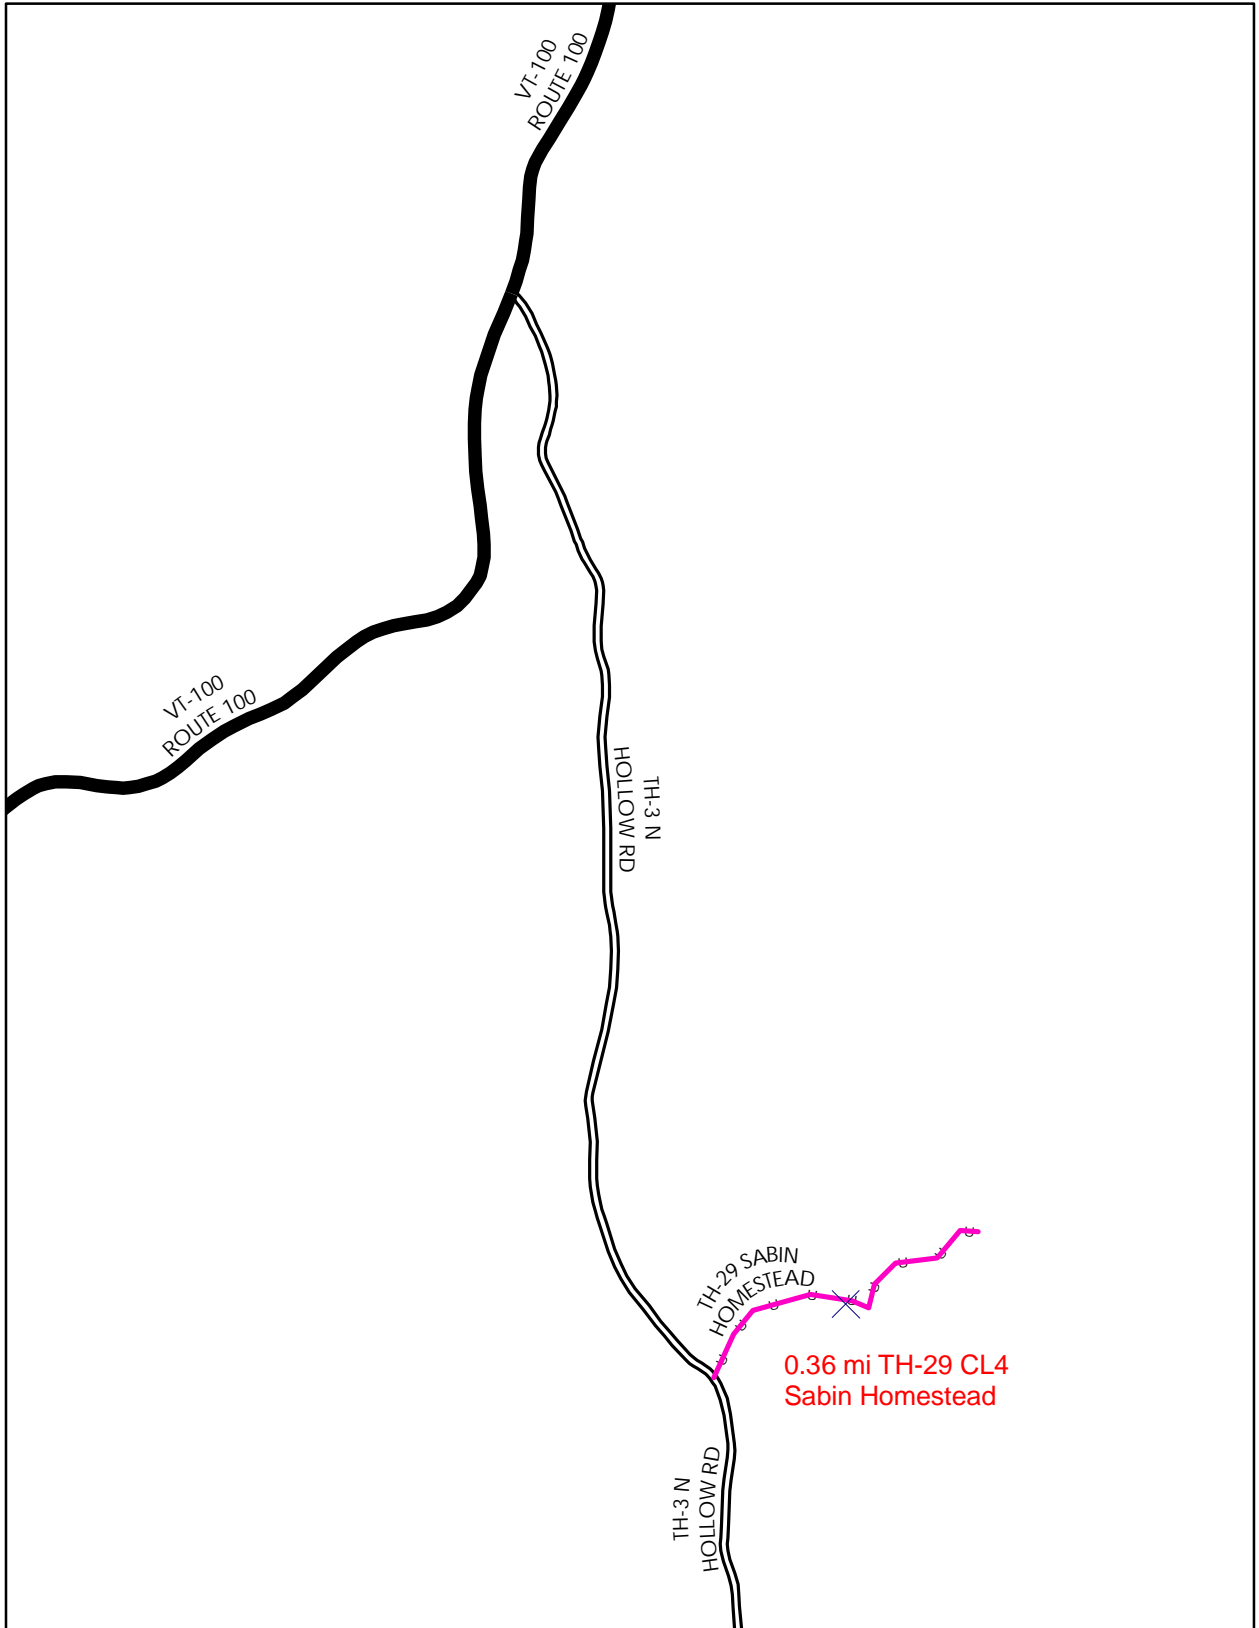 VT-100
ROUTE 100
VT-100
ROUTE 100
TH-3 N
HOLLOW RD
TH-29 SABIN
HOMESTEAD
0.36 mi TH-29 CL4
Sabin Homestead
TH-3 N
HOLLOW RD